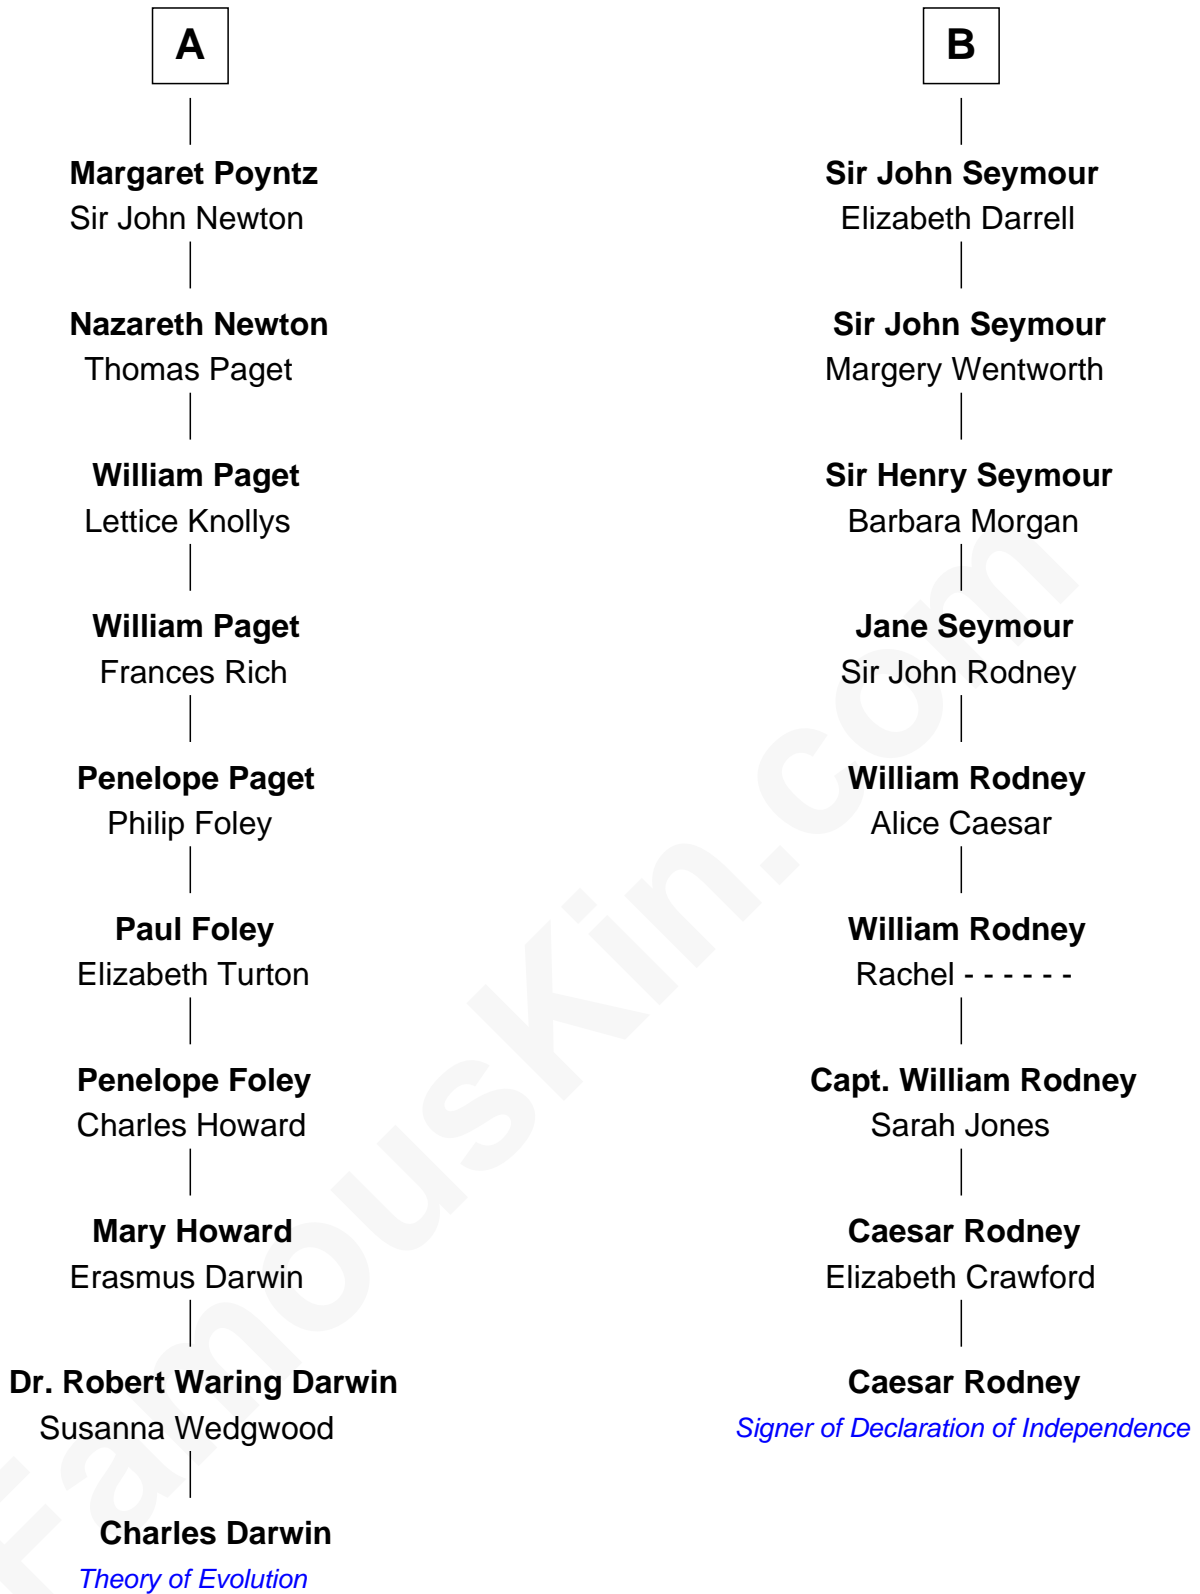 A
Margaret Poyntz
Sir John Newton
Nazareth Newton
Thomas Paget
William Paget
Lettice Knollys
William Paget
Frances Rich
Penelope Paget
Philip Foley
Paul Foley
Elizabeth Turton
Penelope Foley
Charles Howard
Mary Howard
Erasmus Darwin
Dr. Robert Waring Darwin
Susanna Wedgwood
Charles Darwin
Theory of Evolution
B
Sir John Seymour
Elizabeth Darrell
Sir John Seymour
Margery Wentworth
Sir Henry Seymour
Barbara Morgan
Jane Seymour
Sir John Rodney
William Rodney
Alice Caesar
William Rodney
Rachel - - - - - -
Capt. William Rodney
Sarah Jones
Caesar Rodney
Elizabeth Crawford
Caesar Rodney
Signer of Declaration of Independence
FamousKin.com